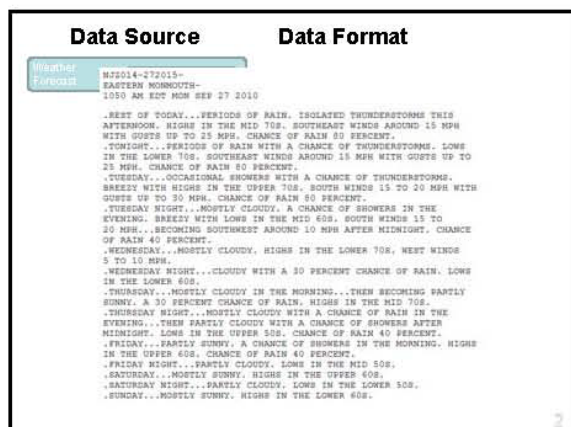 Data Source Data Format
Weather
Forecast
NJZ014-272015-
EASTERN MONMOUTH-
1050 AM EDT MON SEP 27 2010
.REST OF TODAY...PERIODS OF RAIN. ISOLATED THUNDERSTORMS THIS
AFTERNOON. HIGHS IN THE MID 70S. SOUTHEAST WINDS AROUND 15 MPH
WITH GUSTS UP TO 25 MPH. CHANCE OF RAIN 80 PERCENT.
.TONIGHT...PERIODS OF RAIN WITH A CHANCE OF THUNDERSTORMS. LOWS
IN THE LOWER 70S. SOUTHEAST WINDS AROUND 15 MPH WITH GUSTS UP TO
25 MPH. CHANCE OF RAIN 80 PERCENT.
.TUESDAY...OCCASIONAL SHOWERS WITH A CHANCE OF THUNDERSTORMS.
BREEZY WITH HIGHS IN THE UPPER 70S. SOUTH WINDS 15 TO 20 MPH WITH
GUSTS UP TO 30 MPH. CHANCE OF RAIN 80 PERCENT.
.TUESDAY NIGHT...MOSTLY CLOUDY. A CHANCE OF SHOWERS IN THE
EVENING. BREEZY WITH LOWS IN THE MID 60S. SOUTH WINDS 15 TO
20 MPH...BECOMING SOUTHWEST AROUND 10 MPH AFTER MIDNIGHT. CHANCE
OF RAIN 40 PERCENT.
.WEDNESDAY...MOSTLY CLOUDY. HIGHS IN THE LOWER 70S. WEST WINDS
5 TO 10 MPH.
.WEDNESDAY NIGHT...CLOUDY WITH A 30 PERCENT CHANCE OF RAIN. LOWS
IN THE LOWER 60S.
.THURSDAY...MOSTLY CLOUDY IN THE MORNING...THEN BECOMING PARTLY
SUNNY. A 30 PERCENT CHANCE OF RAIN. HIGHS IN THE MID 70S.
.THURSDAY NIGHT...MOSTLY CLOUDY WITH A CHANCE OF RAIN IN THE
EVENING...THEN PARTLY CLOUDY WITH A CHANCE OF SHOWERS AFTER
MIDNIGHT. LOWS IN THE UPPER 50S. CHANCE OF RAIN 40 PERCENT.
.FRIDAY...PARTLY SUNNY. A CHANCE OF SHOWERS IN THE MORNING. HIGHS
IN THE UPPER 60S. CHANCE OF RAIN 40 PERCENT.
.FRIDAY NIGHT...PARTLY CLOUDY. LOWS IN THE MID 50S.
.SATURDAY...MOSTLY SUNNY. HIGHS IN THE UPPER 60S.
.SATURDAY NIGHT...PARTLY CLOUDY. LOWS IN THE LOWER 50S.
.SUNDAY...MOSTLY SUNNY. HIGHS IN THE LOWER 60S.
2